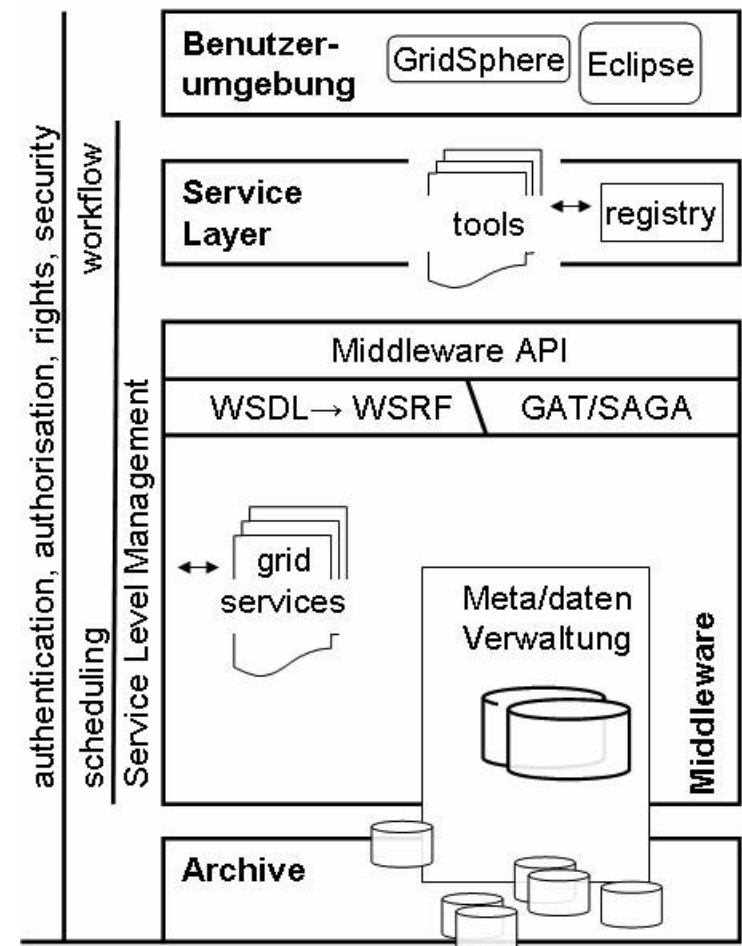 Benutzer-
umgebung
GridSphere
Eclipse
Service
Layer
tools
registry
Middleware API
WSDL→ WSRF
GAT/SAGA
grid
services
Meta/daten
Verwaltung
Middleware
Archive
authentication, authorisation, rights, security
scheduling
workflow
Service Level Management